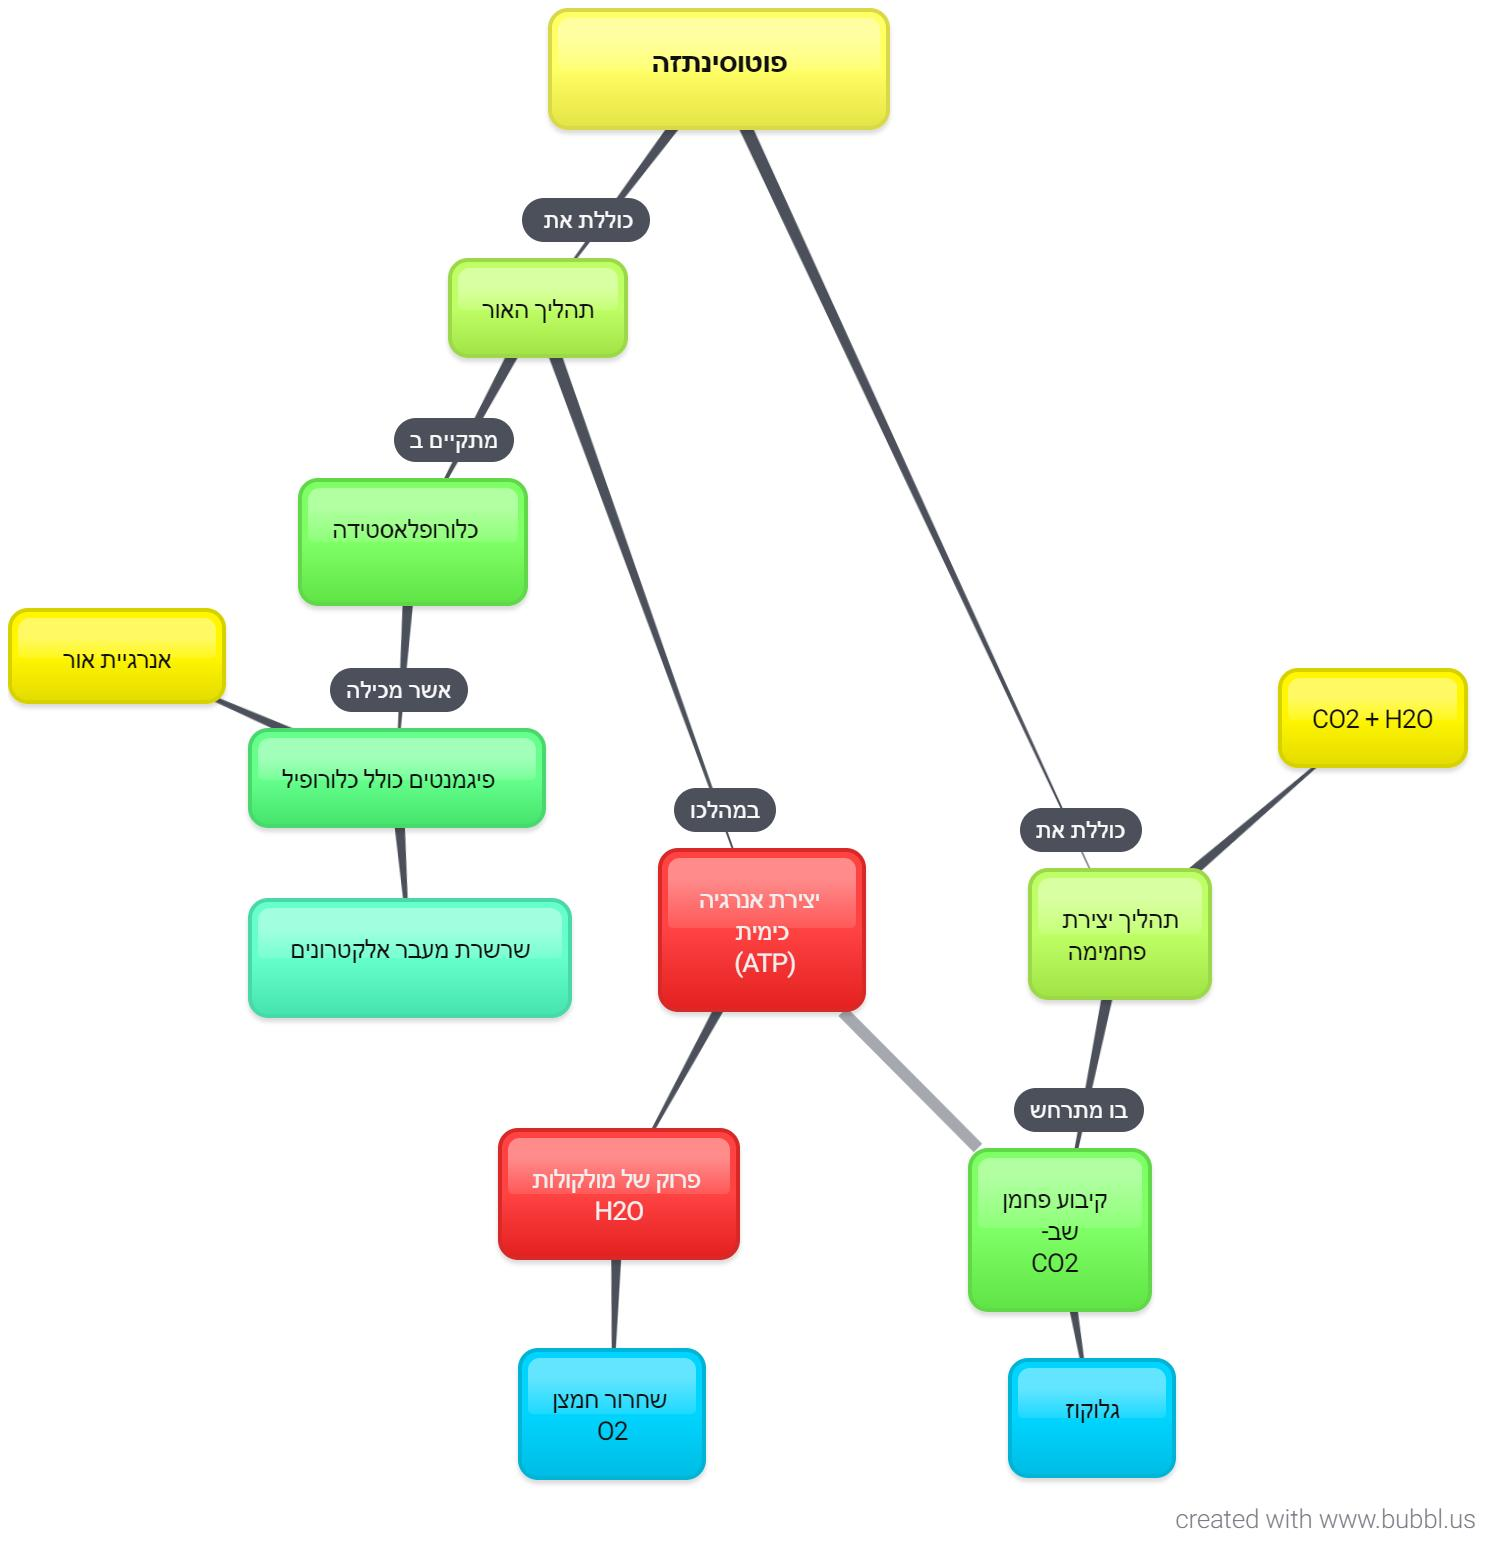 פוטוסינתזה
כוללת את
תהליך האור
מתקיים ב
כלורופלאסטידה
אנרגיית אור
אשר מכילה
CO2 + H2O
פיגמנטים כולל כלורופיל
במהלכו
כוללת את
שרשרת מעבר אלקטרונים
יצירת אנרגיה
כימית
(ATP)
תהליך יצירת
פחמימה
בו מתרחש
פרוק של מולקולות
H2O
קיבוע פחמן
שב-
CO2
שחרור חמצן
O2
גלוקוז
created with www.bubbl.us